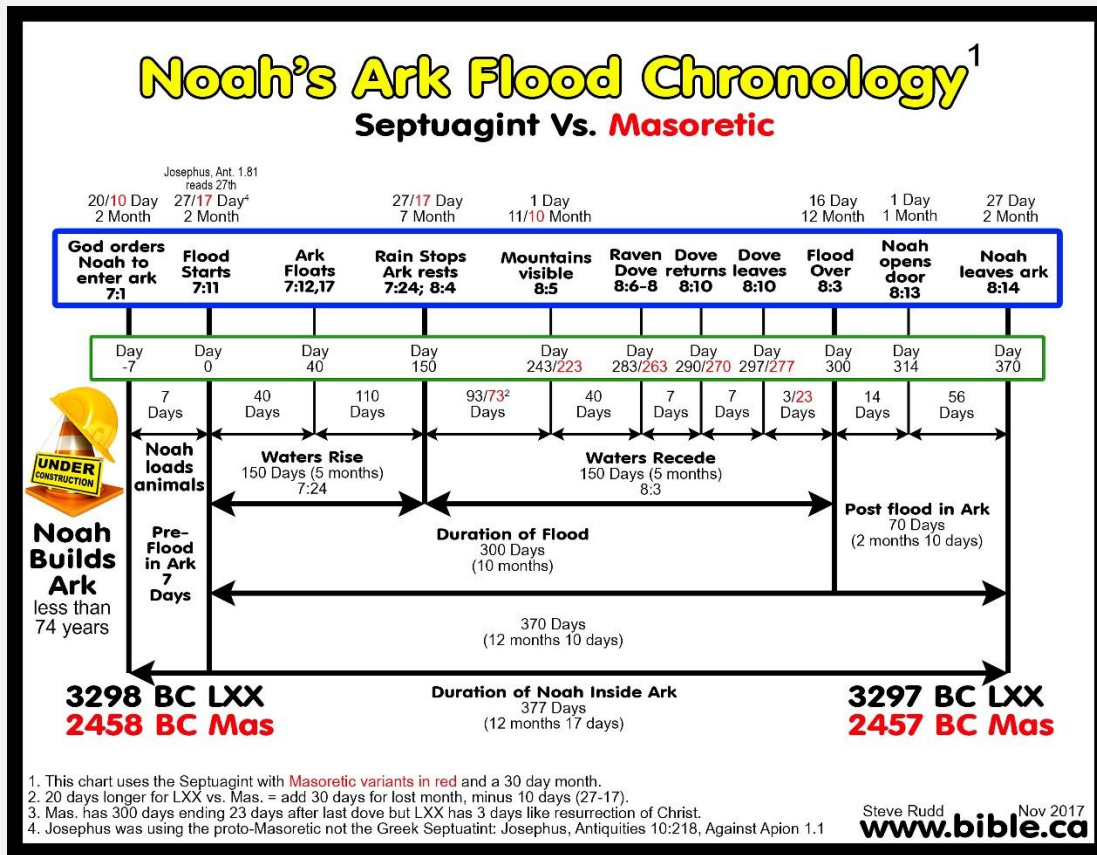 Noah's Ark Flood Chronology1
Septuagint Vs. Masoretic
Josephus, Ant. 1.81
reads 27th
20/10 Day
2 Month
27/17 Day4
2 Month
27/17 Day
7 Month
1 Day
11/10 Month
16 Day
12 Month
1 Day
1 Month
27 Day
2 Month
God orders
Noah to
enter ark
7:1
Flood
Starts
7:11
Ark
Floats
7:12,17
Rain Stops
Ark rests
7:24; 8:4
Mountains
visible
8:5
Raven
Dove
8:6-8
Dove
returns
8:10
Dove
leaves
8:10
Flood
Over
8:3
Noah
opens
door
8:13
Noah
leaves ark
8:14
Day
-7
Day
0
Day
40
Day
150
Day
243/223
Day
283/263
Day
290/270
Day
297/277
Day
300
Day
314
Day
370
7
Days
40
Days
110
Days
93/73²
Days
40
Days
7
Days
7
Days
3/23
Days
14
Days
56
Days
UNDER
CONSTRUCTION
Noah
Builds
Ark
less than
74 years
Noah
loads
animals
Pre-
Flood
in Ark
7
Days
Waters Rise
150 Days (5 months)
7:24
Waters Recede
150 Days (5 months)
8:3
Duration of Flood
300 Days
(10 months)
Post flood in Ark
70 Days
(2 months 10 days)
370 Days
(12 months 10 days)
Duration of Noah Inside Ark
377 Days
(12 months 17 days)
3298 BC LXX
2458 BC Mas
3297 BC LXX
2457 BC Mas
1. This chart uses the Septuagint with Masoretic variants in red and a 30 day month.
2. 20 days longer for LXX vs. Mas. = add 30 days for lost month, minus 10 days (27-17).
3. Mas. has 300 days ending 23 days after last dove but LXX has 3 days like resurrection of Christ.
4. Josephus was using the proto-Masoretic not the Greek Septuatint: Josephus, Antiquities 10:218, Against Apion 1.1
Steve Rudd Nov 2017
www.bible.ca